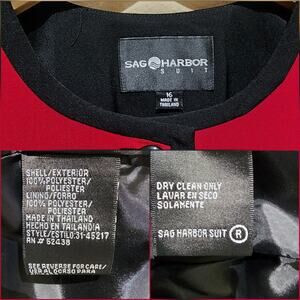 SAG HARBOR
SUIT
16
MADE IN
THAILAND
SHELL/EXTERIOR
100% POLYESTER/
POLIESTER
LINING/FORRO
100% POLYESTER/
POLIESTER
MADE IN THAILAND
HECHO EN TAILANDIA
STYLE/ESTILO:31-45217
RN# 52438
SEE REVERSE FOR CARE/
VER AL DORSO PARA
DRY CLEAN ONLY
LAVAR EN SECO
SOLAMENTE
SAG HARBOR SUIT R